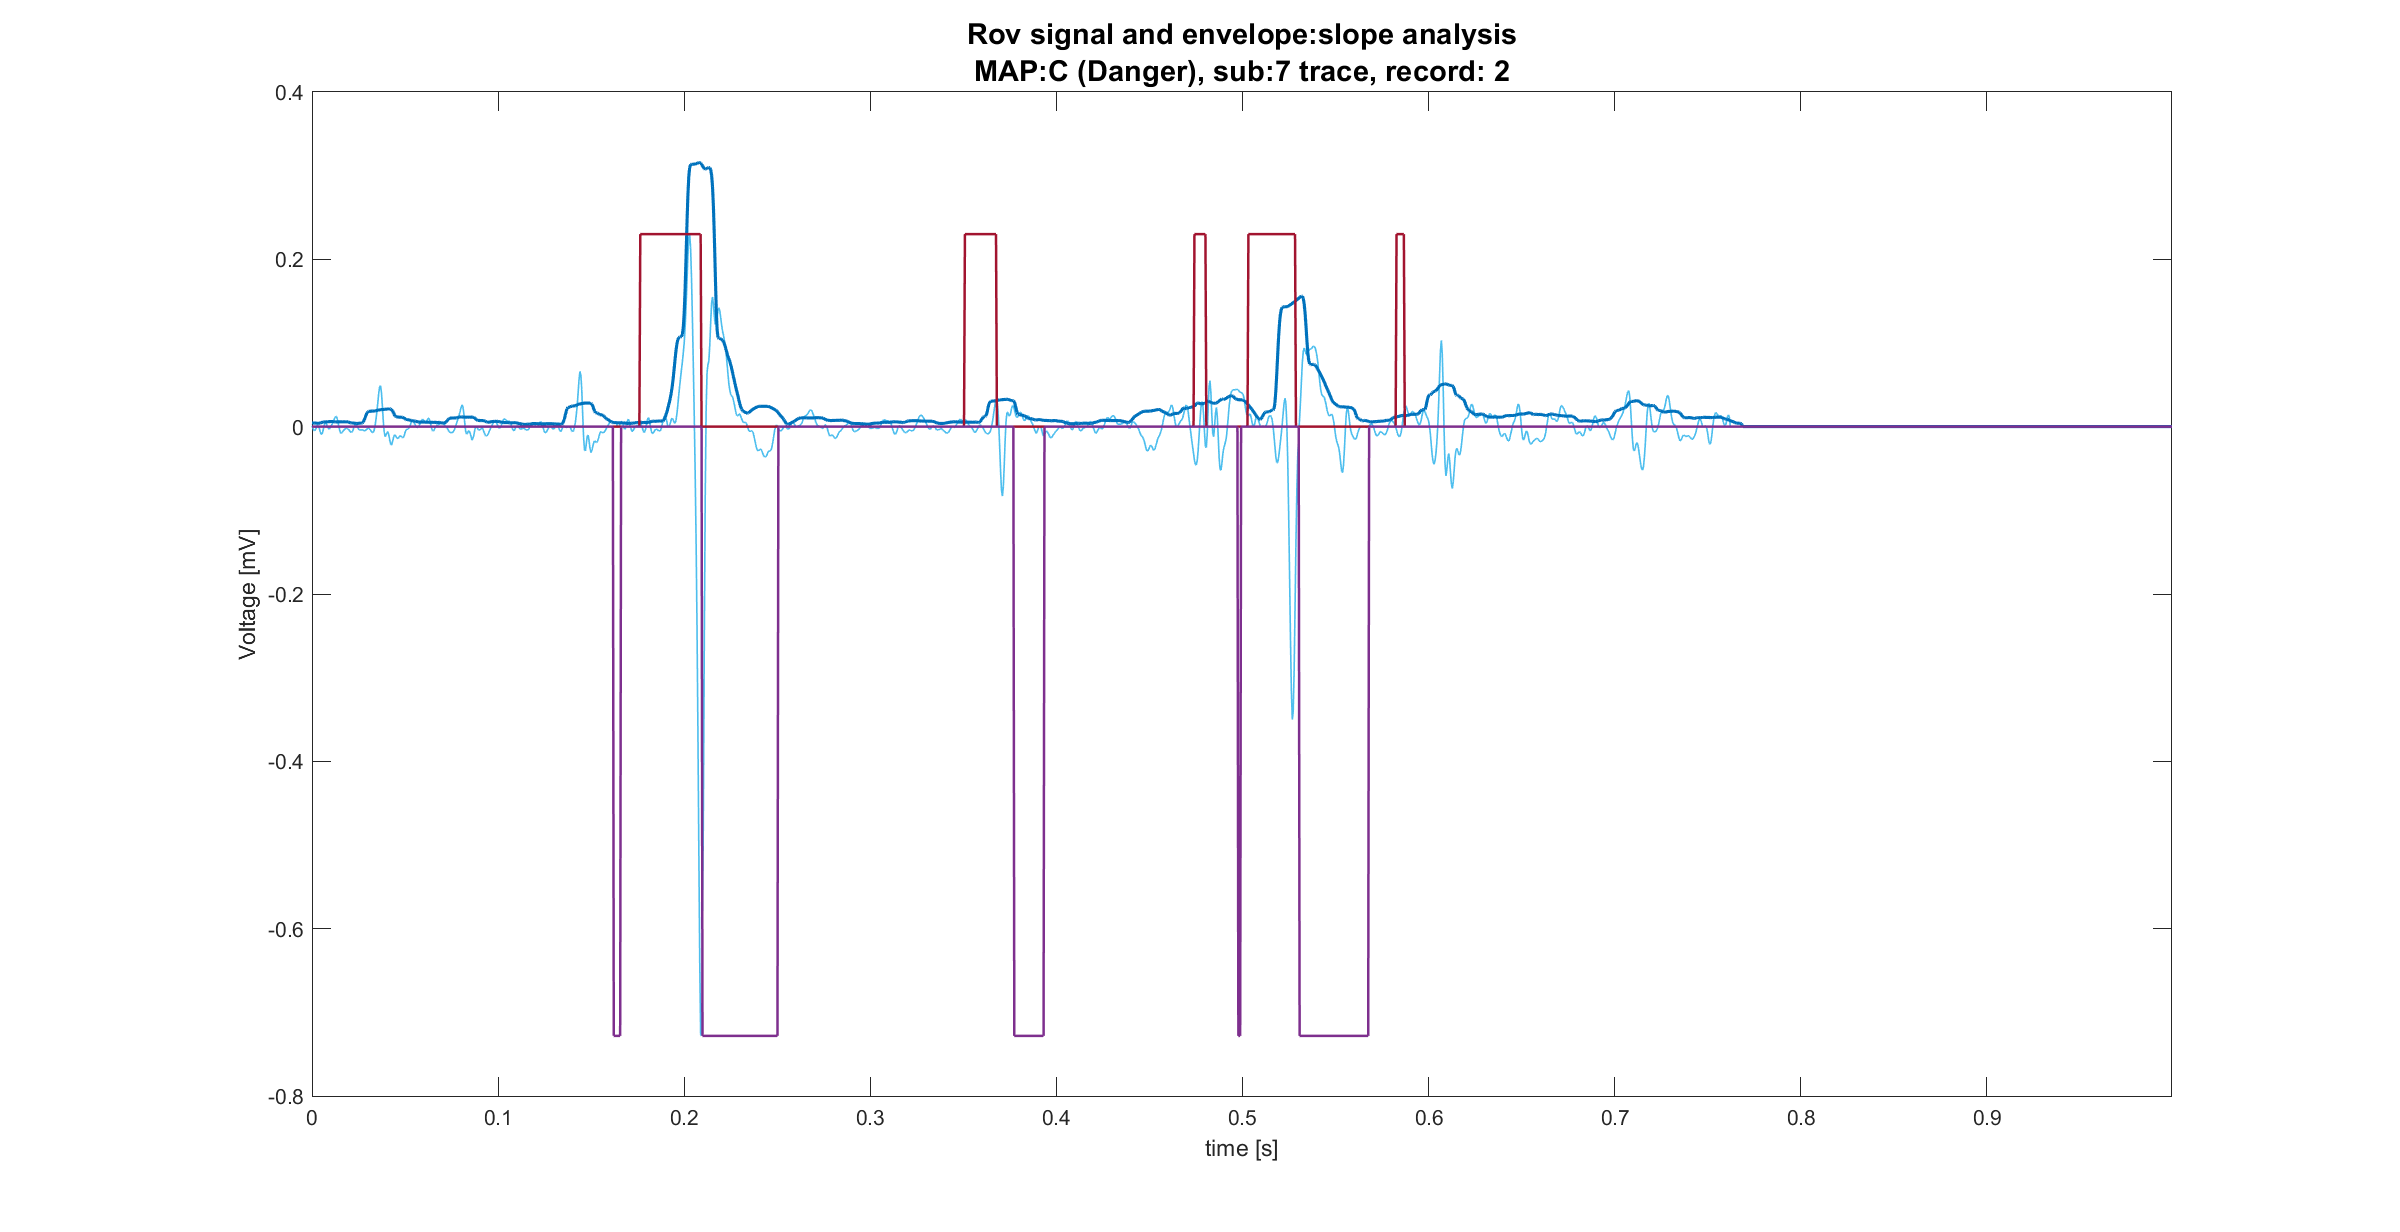 Rov signal and envelope:slope analysis
MAP:C (Danger), sub:7 trace, record: 2
0.4
0.2
0
-0.2
-0.4
-0.6
-0.8
Voltage [mV]
0 0.1 0.2 0.3 0.4 0.5 0.6 0.7 0.8 0.9
time [s]